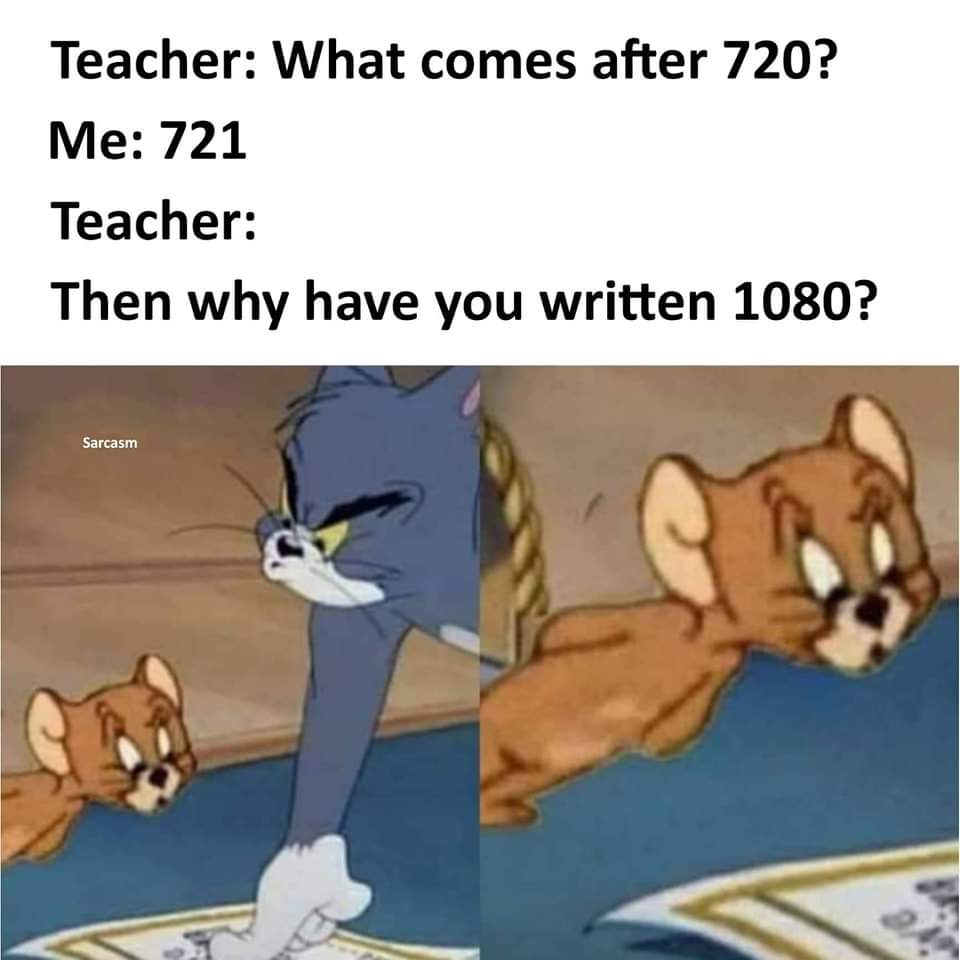 Teacher: What comes after 720?
Me: 721
Teacher:
Then why have you written 1080?
Sarcasm